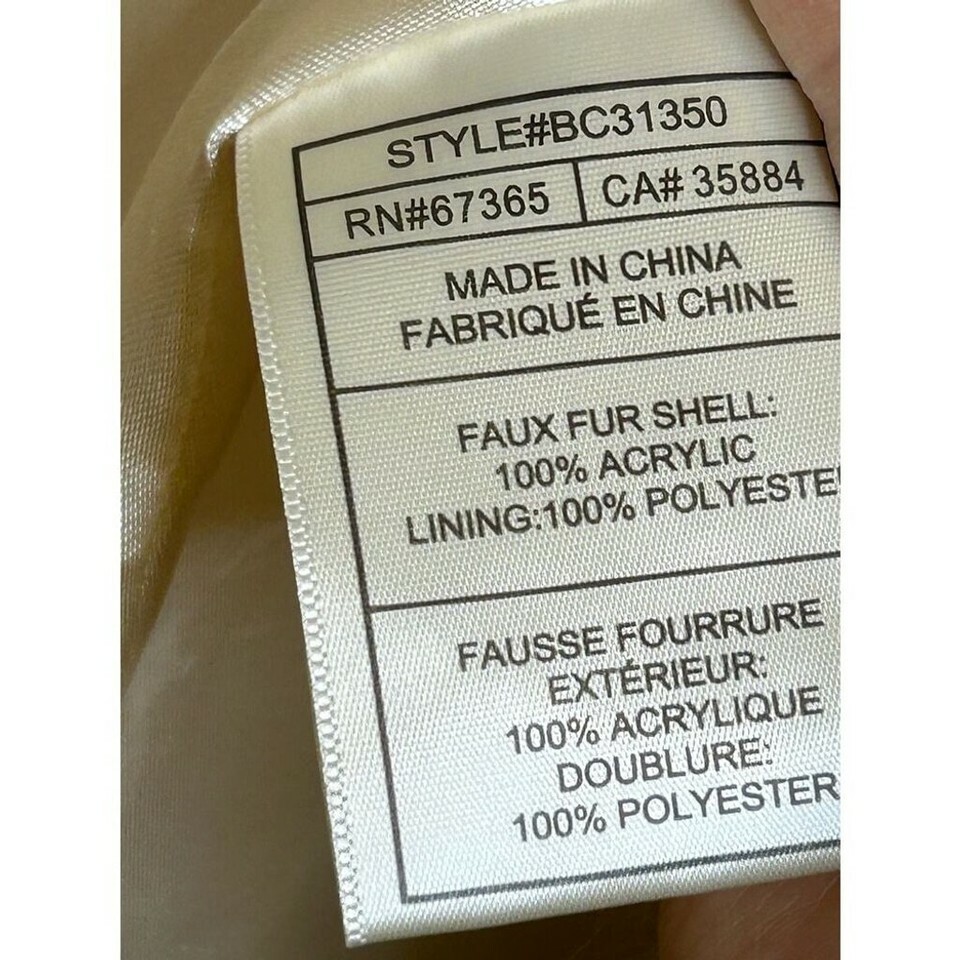 STYLE#BC31350
RN#67365 CA# 35884
MADE IN CHINA
FABRIQUÉ EN CHINE
FAUX FUR SHELL:
100% ACRYLIC
LINING:100% POLYESTE
FAUSSE FOURRURE
EXTÉRIEUR:
100% ACRYLIQUE
DOUBLURE:
100% POLYESTER